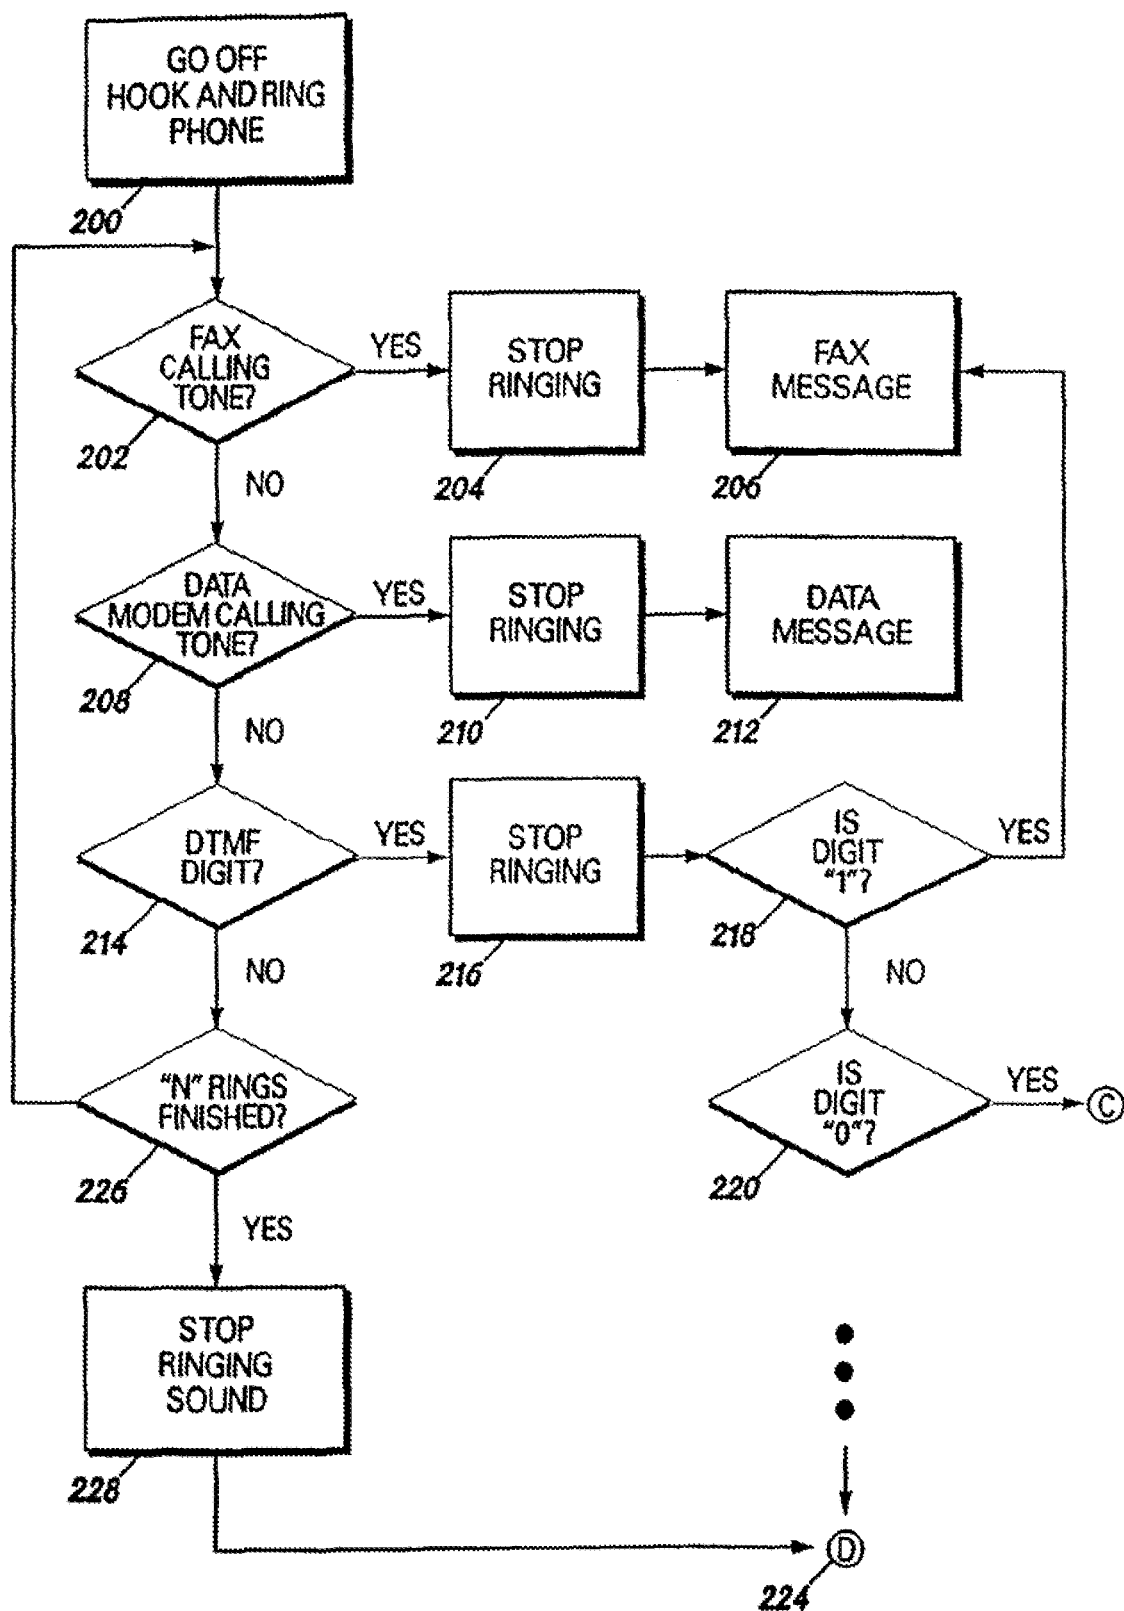 GO OFF
HOOK AND RING
PHONE
200
FAX
CALLING
TONE?
202
YES
STOP
RINGING
204
FAX
MESSAGE
206
NO
DATA
MODEM CALLING
TONE?
208
YES
STOP
RINGING
210
DATA
MESSAGE
212
NO
DTMF
DIGIT?
214
YES
STOP
RINGING
216
IS
DIGIT
"1"?
218
YES
NO
NO
"N" RINGS
FINISHED?
226
IS
DIGIT
"0"?
220
YES
C
YES
STOP
RINGING
SOUND
228
D
224